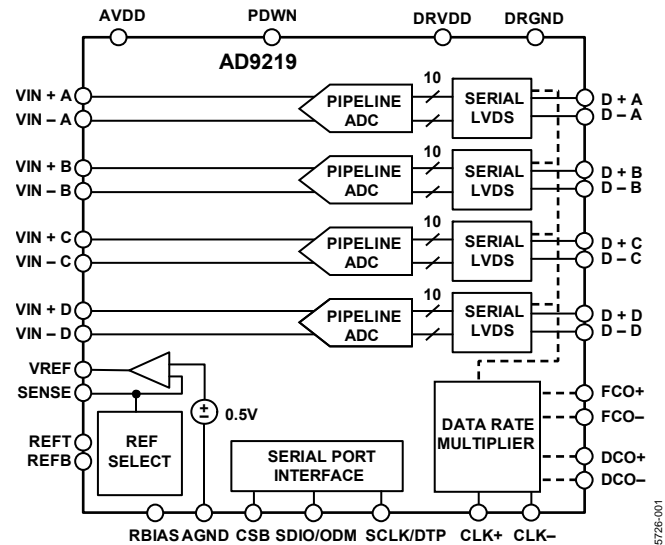 AVDD PDWN DRVDD DRGND
AD9219
VIN + A
VIN – A
PIPELINE
ADC
10
SERIAL
LVDS
D + A
D – A
VIN + B
VIN – B
PIPELINE
ADC
10
SERIAL
LVDS
D + B
D – B
VIN + C
VIN – C
PIPELINE
ADC
10
SERIAL
LVDS
D + C
D – C
VIN + D
VIN – D
PIPELINE
ADC
10
SERIAL
LVDS
D + D
D – D
VREF
SENSE
+
–
0.5V
REFT
REFB
REF
SELECT
SERIAL PORT
INTERFACE
DATA RATE
MULTIPLIER
FCO+
FCO–
DCO+
DCO–
RBIAS AGND CSB SDIO/ODM SCLK/DTP CLK+ CLK–
5726-001